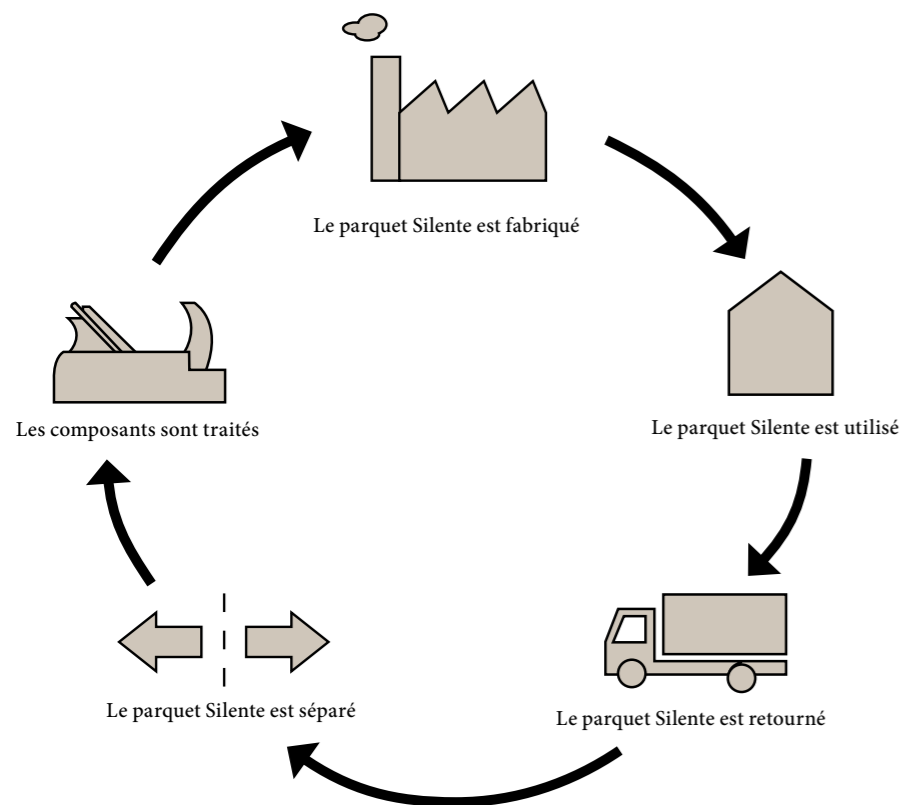 Le parquet Silente est fabriqué
Le parquet Silente est utilisé
Le parquet Silente est retourné
Le parquet Silente est séparé
Les composants sont traités